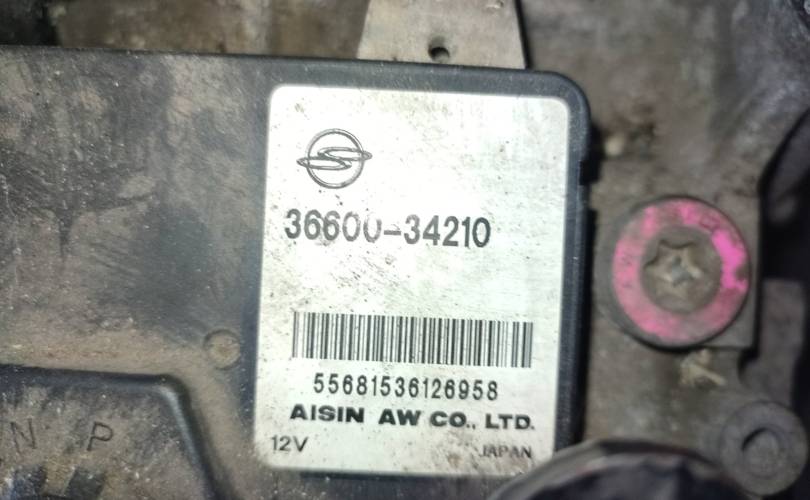 36600-34210
55681536126958
AISIN AW CO., LTD.
12V JAPAN
N P